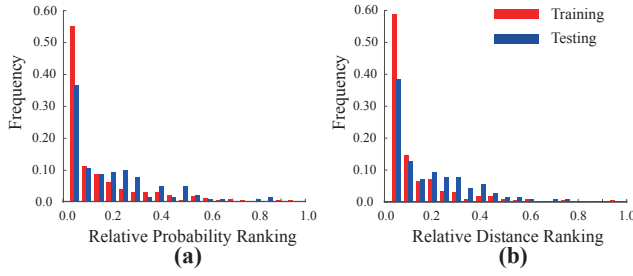 0.60
0.50
0.40
0.30
0.20
0.10
0.00
Frequency
0.0 0.2 0.4 0.6 0.8 1.0
Relative Probability Ranking
(a)
0.60
0.50
0.40
0.30
0.20
0.10
0.00
Frequency
0.0 0.2 0.4 0.6 0.8 1.0
Relative Distance Ranking
(b)
Training
Testing